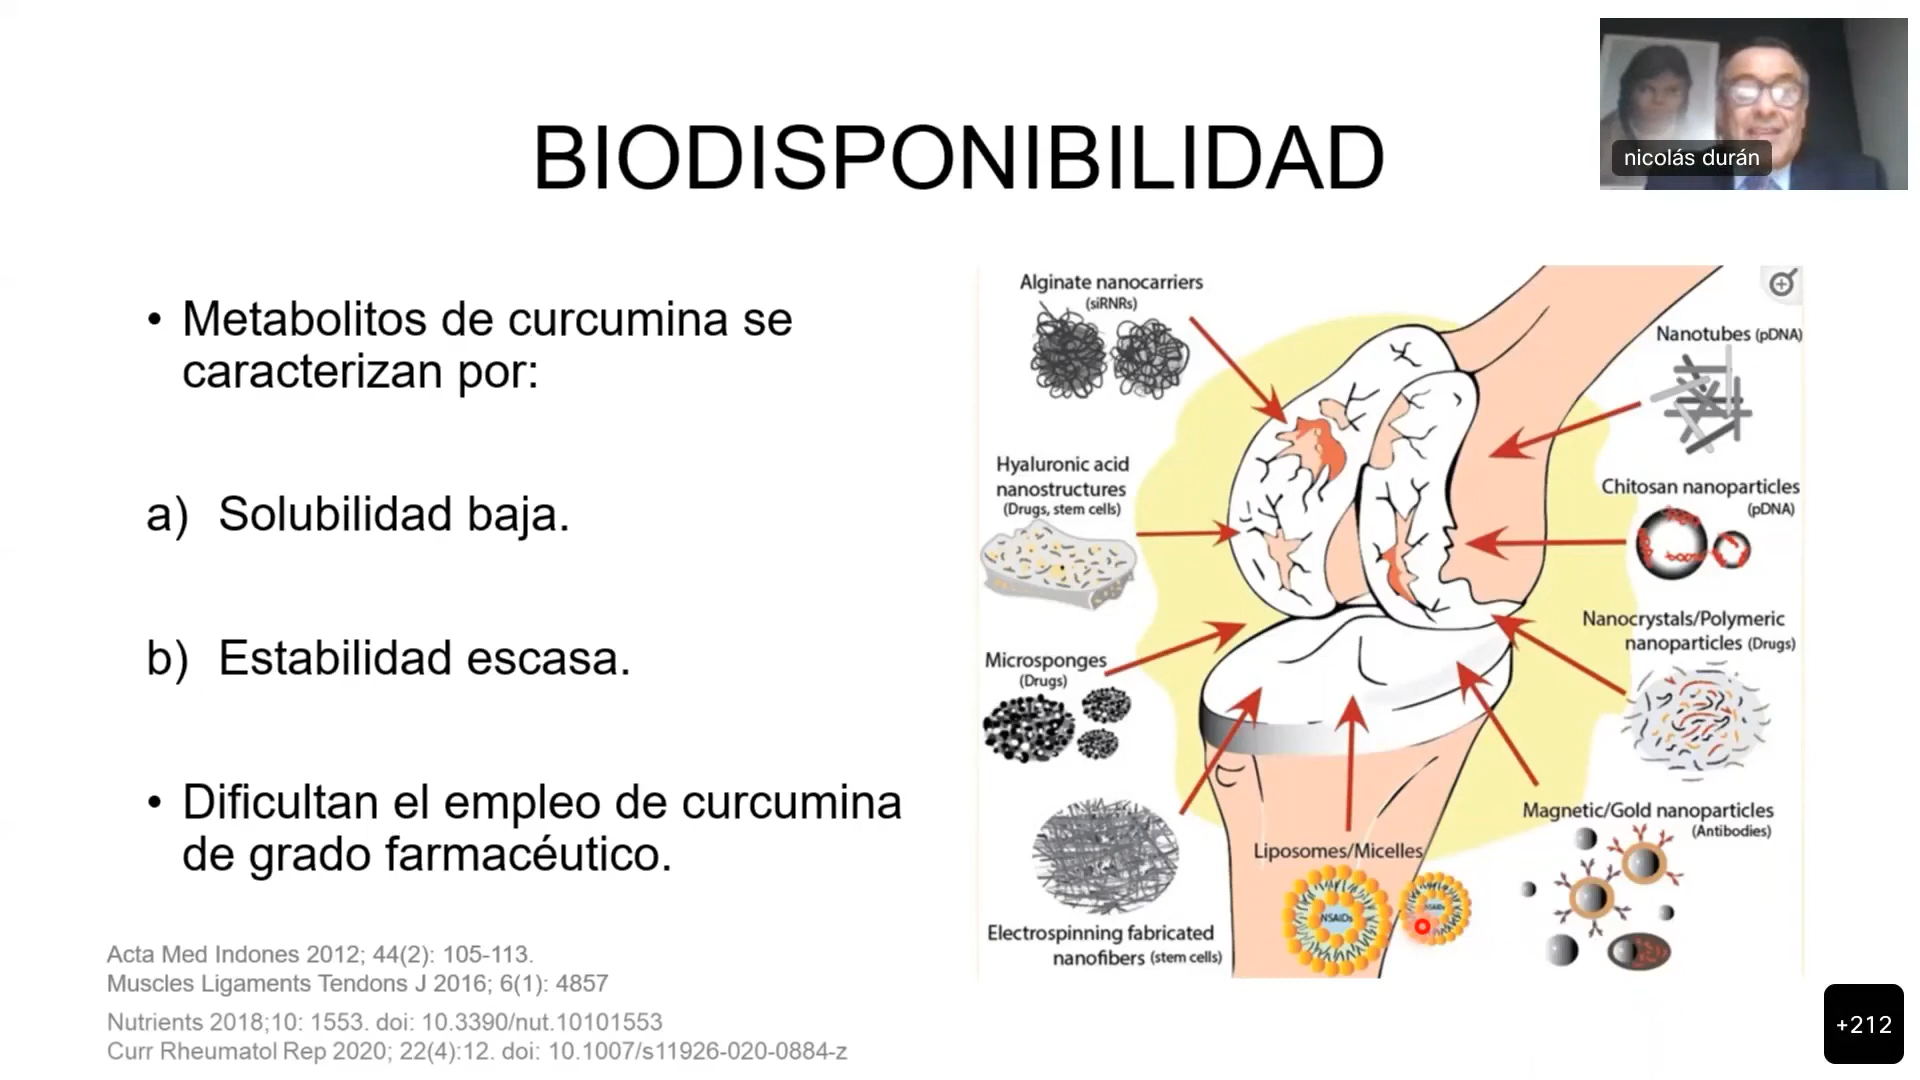 nicolás durán
BIODISPONIBILIDAD
• Metabolitos de curcumina se
caracterizan por:
a) Solubilidad baja.
b) Estabilidad escasa.
• Dificultan el empleo de curcumina
de grado farmacéutico.
Acta Med Indones 2012; 44(2): 105-113.
Muscles Ligaments Tendons J 2016; 6(1): 4857
Nutrients 2018;10: 1553. doi: 10.3390/nut.10101553
Curr Rheumatol Rep 2020; 22(4):12. doi: 10.1007/s11926-020-0884-z
Alginate nanocarriers
(siRNRs)
Hyaluronic acid
nanostructures
(Drugs, stem cells)
Microsponges
(Drugs)
Electrospinning fabricated
nanofibers (stem cells)
Liposomes/Micelles
NSAIDs
NSAIDs
Nanotubes (pDNA)
Chitosan nanoparticles
(pDNA)
Nanocrystals/Polymeric
nanoparticles (Drugs)
Magnetic/Gold nanoparticles
(Antibodies)
+212